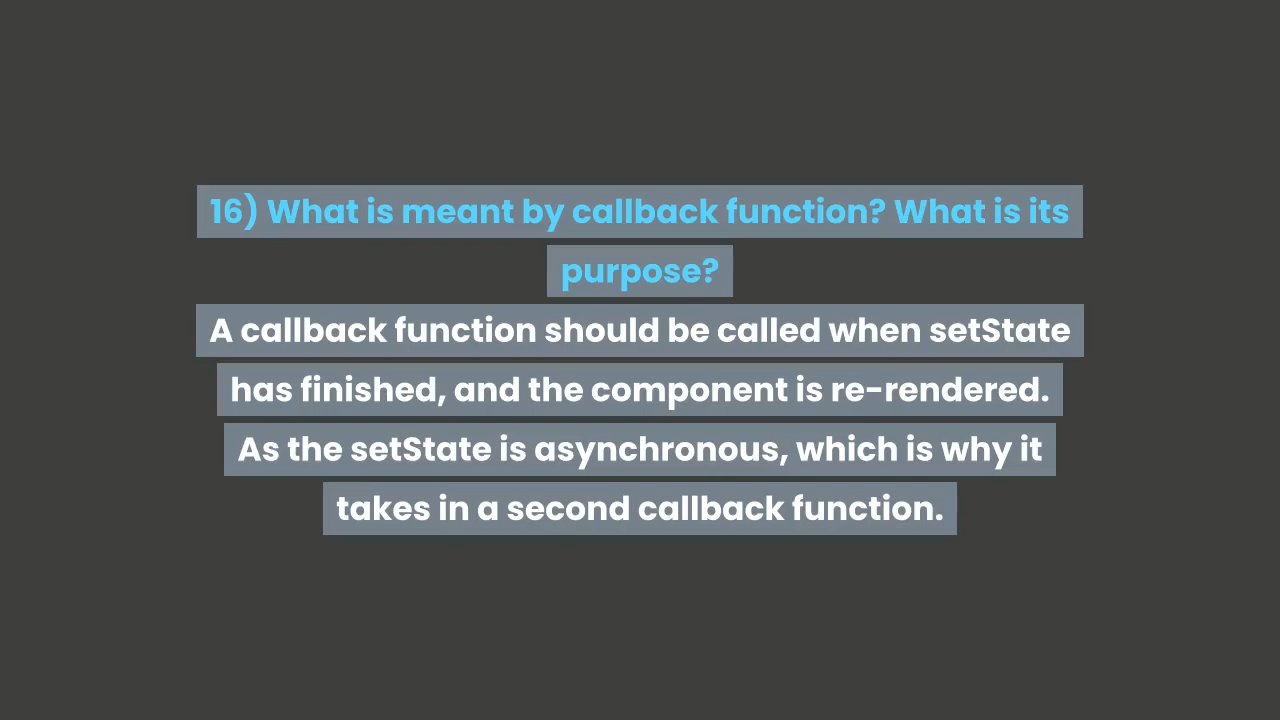 16) What is meant by callback function? What is its
purpose?
A callback function should be called when setState
has finished, and the component is re-rendered.
As the setState is asynchronous, which is why it
takes in a second callback function.